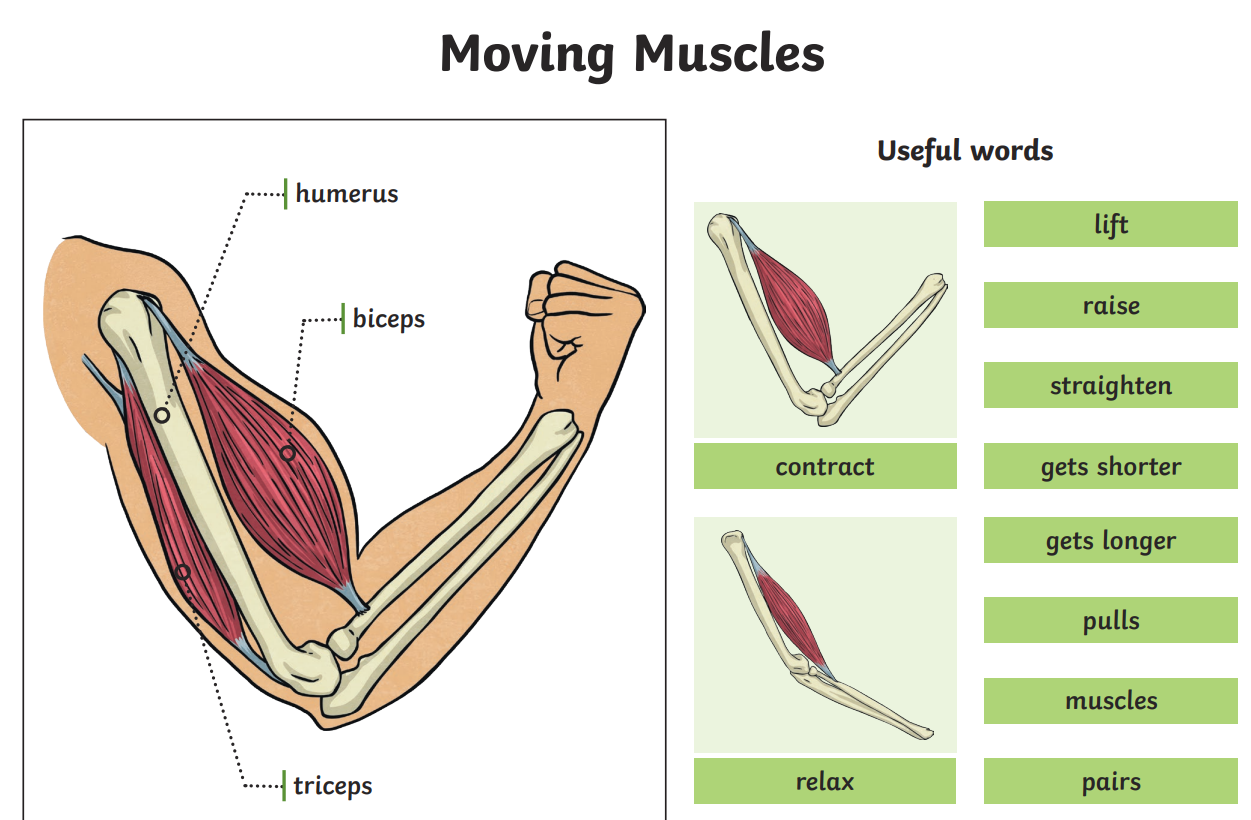 Moving Muscles
humerus
biceps
triceps
Useful words
contract
relax
lift
raise
straighten
gets shorter
gets longer
pulls
muscles
pairs